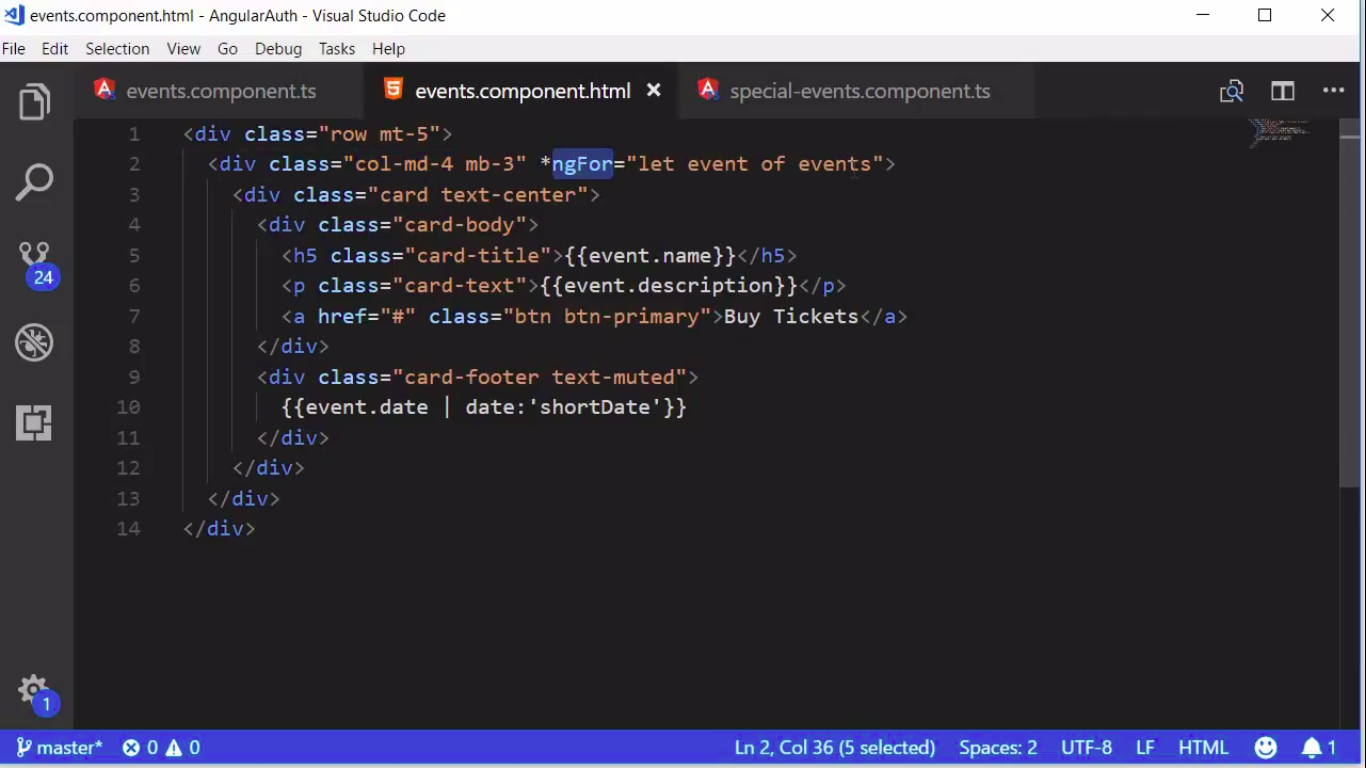 events.component.html - AngularAuth - Visual Studio Code
File Edit Selection View Go Debug Tasks Help
events.component.ts events.component.html special-events.component.ts
1 <div class="row mt-5">
2 <div class="col-md-4 mb-3" *ngFor="let event of events">
3 <div class="card text-center">
4 <div class="card-body">
5 <h5 class="card-title">{{event.name}}</h5>
6 <p class="card-text">{{event.description}}</p>
7 <a href="#" class="btn btn-primary">Buy Tickets</a>
8 </div>
9 <div class="card-footer text-muted">
10 {{event.date | date:'shortDate'}}
11 </div>
12 </div>
13 </div>
14 </div>
24
1
master* 0 0 Ln 2, Col 36 (5 selected) Spaces: 2 UTF-8 LF HTML 1